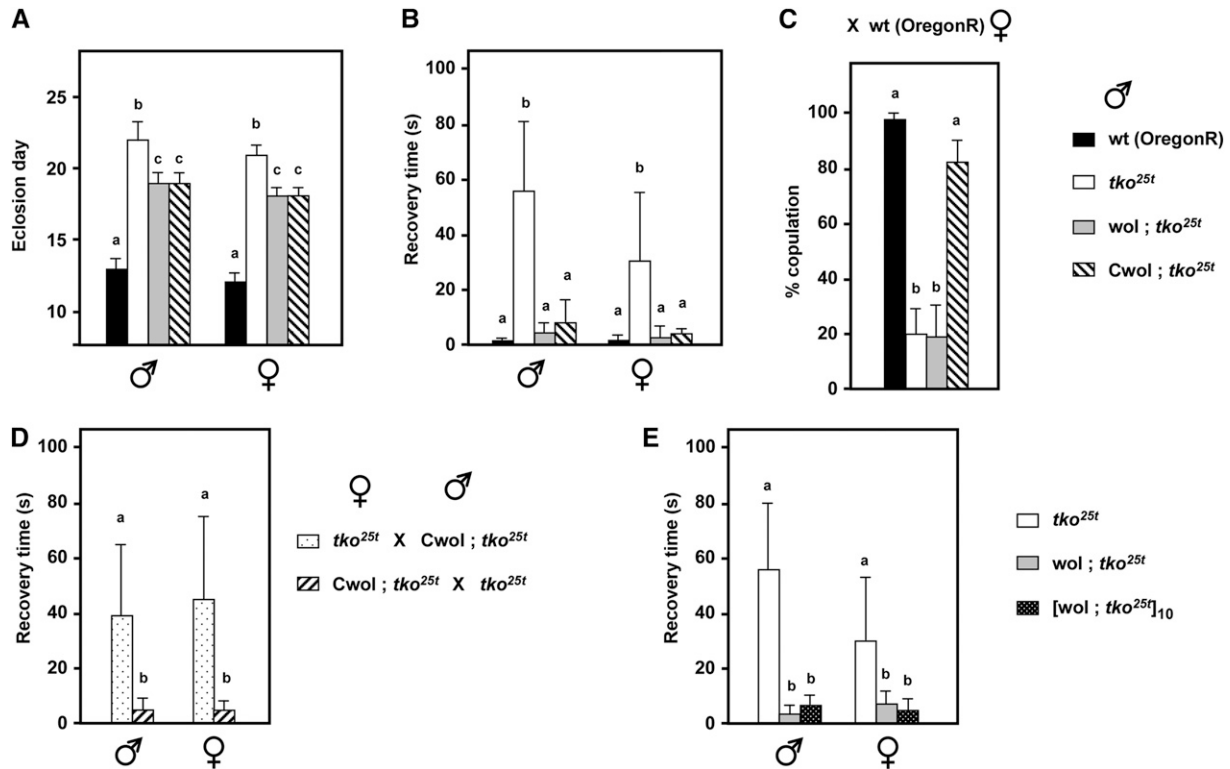 A
Eclosion day
25
20
15
10
a
b
c
c
a
b
c
c
♂
♀
B
Recovery time (s)
100
80
60
40
20
0
a
b
a
a
a
b
a
a
♂
♀
C
X wt (OregonR) ♀
% copulation
100
80
60
40
20
0
a
b
b
a
♂
wt (OregonR)
tko25t
wol ; tko25t
Cwol ; tko25t
D
Recovery time (s)
100
80
60
40
20
0
a
b
a
b
♂
♀
♀ ♂
tko25t X Cwol ; tko25t
Cwol ; tko25t X tko25t
E
Recovery time (s)
100
80
60
40
20
0
a
b
b
a
b
b
♂
♀
tko25t
wol ; tko25t
[wol ; tko25t]10